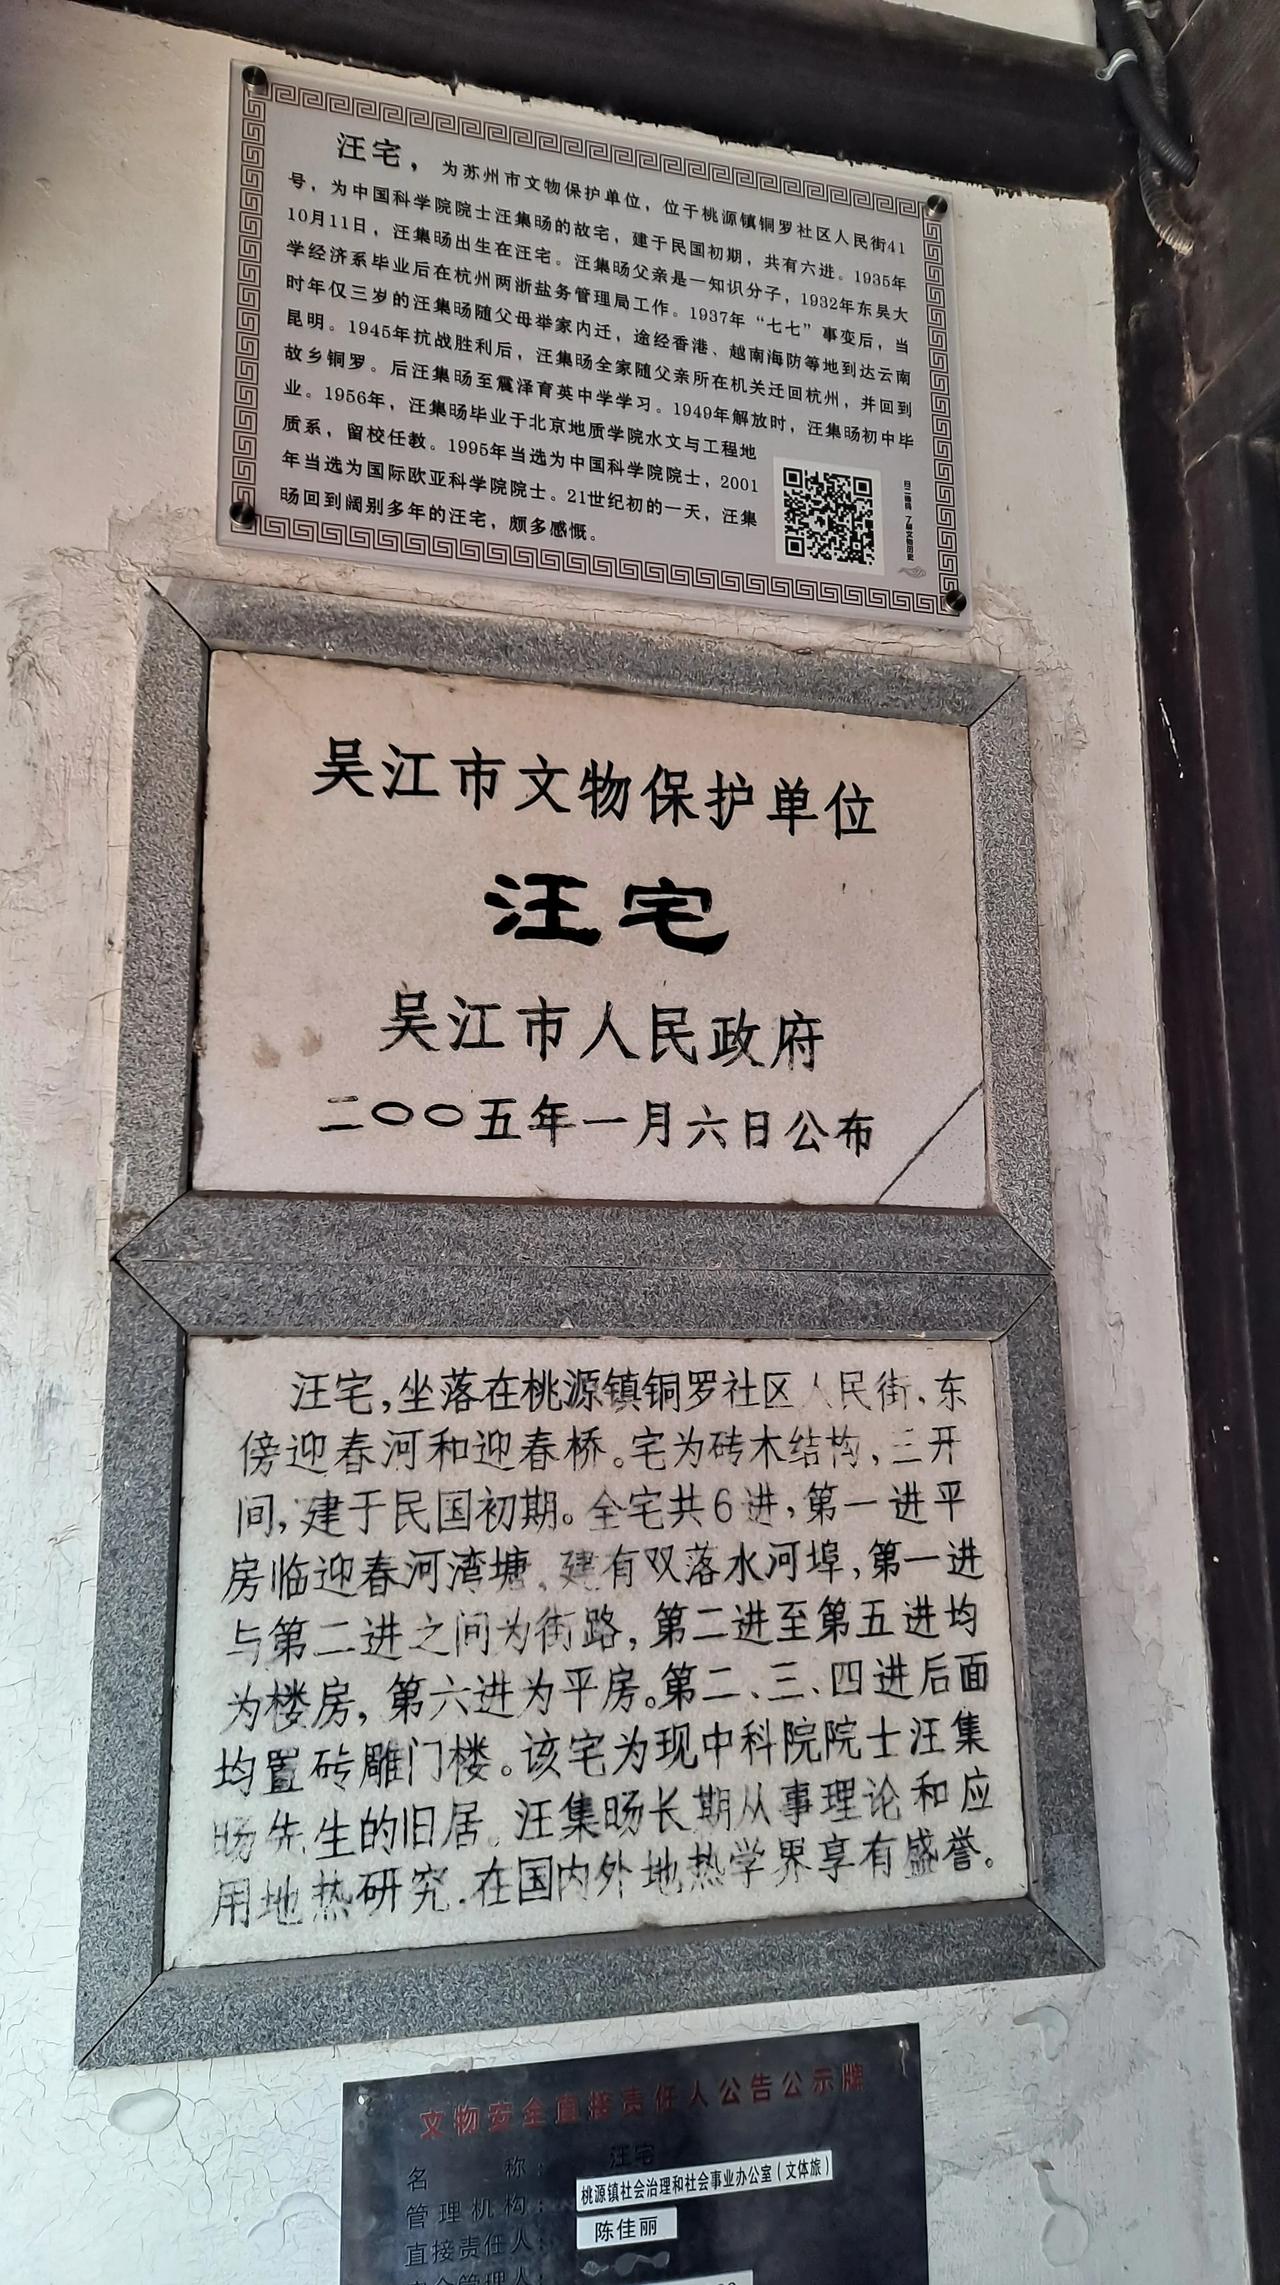 汪宅，为苏州市文物保护单位，位于桃源镇铜罗社区人民街41
号，为中国科学院院士汪集旸的故宅，建于民国初期，共有六进。1935年
10月11日，汪集旸出生在汪宅。汪集旸父亲是一知识分子，1932年东吴大
学经济系毕业后在杭州两浙盐务管理局工作。1937年“七七”事变后，当
时年仅三岁的汪集旸随父母举家内迁，途经香港、越南海防等地到达云南
昆明。1945年抗战胜利后，汪集旸全家随父亲所在机关迁回杭州，并回到
故乡铜罗。后汪集旸至震泽育英中学学习。1949年解放时，汪集旸初中毕
业。1956年，汪集旸毕业于北京地质学院水文与工程地
质系，留校任教。1995年当选为中国科学院院士，2001
年当选为国际欧亚科学院院士。21世纪初的一天，汪集
旸回到阔别多年的汪宅，颇多感慨。
扫二维码 了解文物历史
吴江市文物保护单位
汪宅
吴江市人民政府
二〇〇五年一月六日公布
汪宅，坐落在桃源镇铜罗社区人民街，东
傍迎春河和迎春桥。宅为砖木结构，三开
间，建于民国初期。全宅共6进，第一进平
房临迎春河湾塘，建有双落水河埠，第一进
与第二进之间为街路，第二进至第五进均
为楼房，第六进为平房。第二、三、四进后面
均置砖雕门楼。该宅为现中科院院士汪集
旸先生的旧居。汪集旸长期从事理论和应
用地热研究，在国内外地热学界享有盛誉。
文物安全直接责任人公告公示牌
名称：汪宅
管理机构：桃源镇社会治理和社会事业办公室（文体旅）
直接责任人：陈佳丽